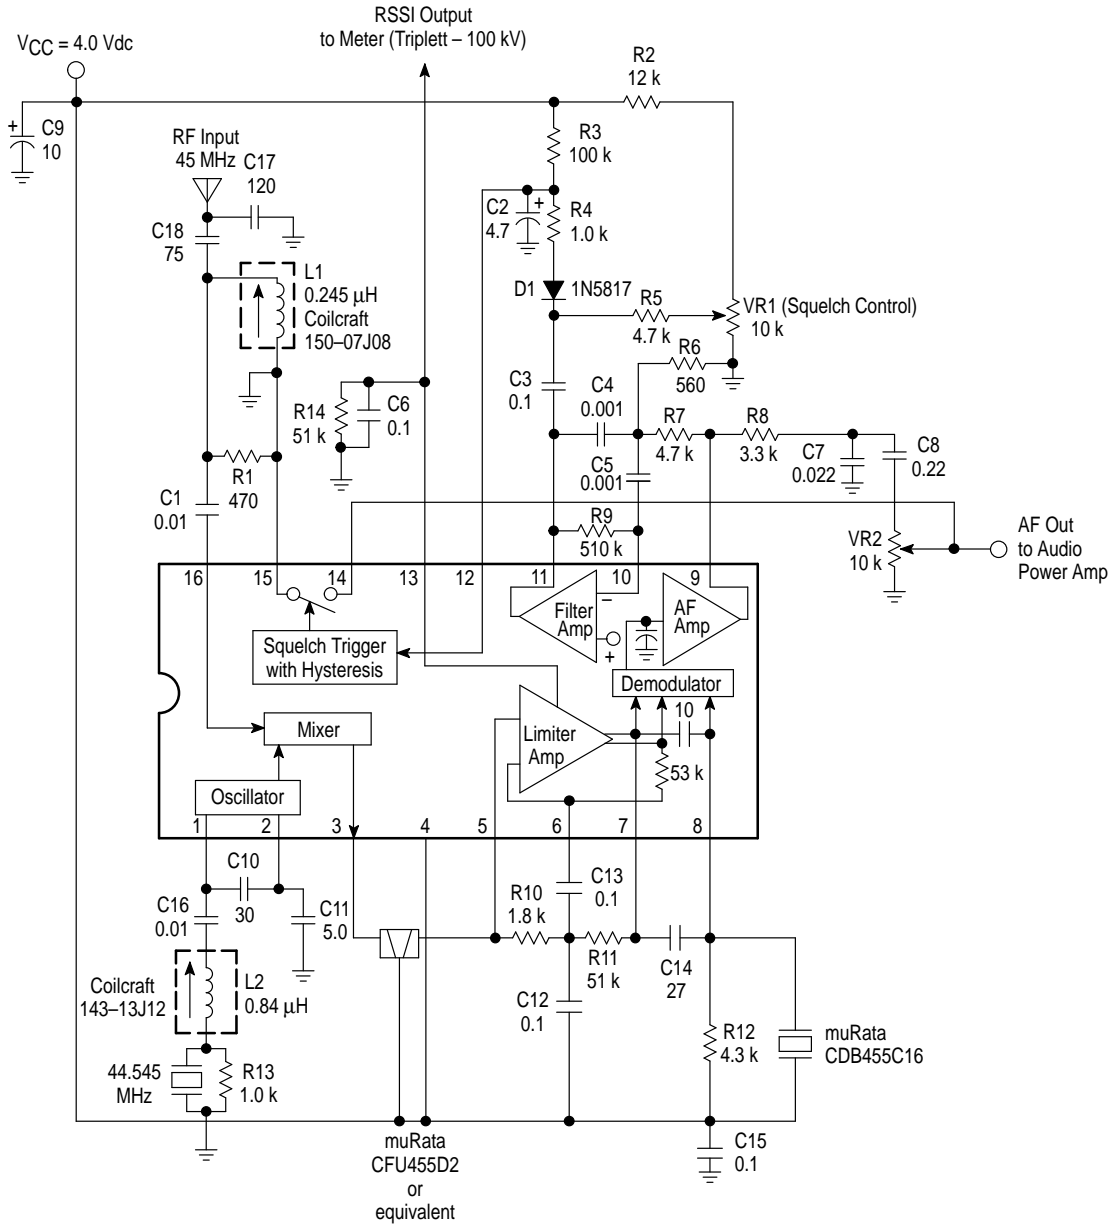 RSSI Output
to Meter (Triplett – 100 kV)
VCC = 4.0 Vdc
R2
12 k
+
C9
10
RF Input
45 MHz
C17
120
R3
100 k
C2
4.7
+
R4
1.0 k
C18
75
L1
0.245 µH
Coilcraft
150–07J08
D1
1N5817
R5
4.7 k
VR1 (Squelch Control)
10 k
R6
560
C3
0.1
C4
0.001
R14
51 k
C6
0.1
R7
4.7 k
R8
3.3 k
C7
0.022
C8
0.22
R1
470
C1
0.01
C5
0.001
R9
510 k
VR2
10 k
AF Out
to Audio
Power Amp
16
15
14
13
12
11
10
9
Filter
Amp
–
+
AF
Amp
Squelch Trigger
with Hysteresis
Demodulator
10
Mixer
Limiter
Amp
53 k
Oscillator
1
2
3
4
5
6
7
8
C10
30
C16
0.01
C11
5.0
R10
1.8 k
C13
0.1
R11
51 k
C14
27
Coilcraft
143–13J12
L2
0.84 µH
C12
0.1
R12
4.3 k
muRata
CDB455C16
44.545
MHz
R13
1.0 k
muRata
CFU455D2
or
equivalent
C15
0.1